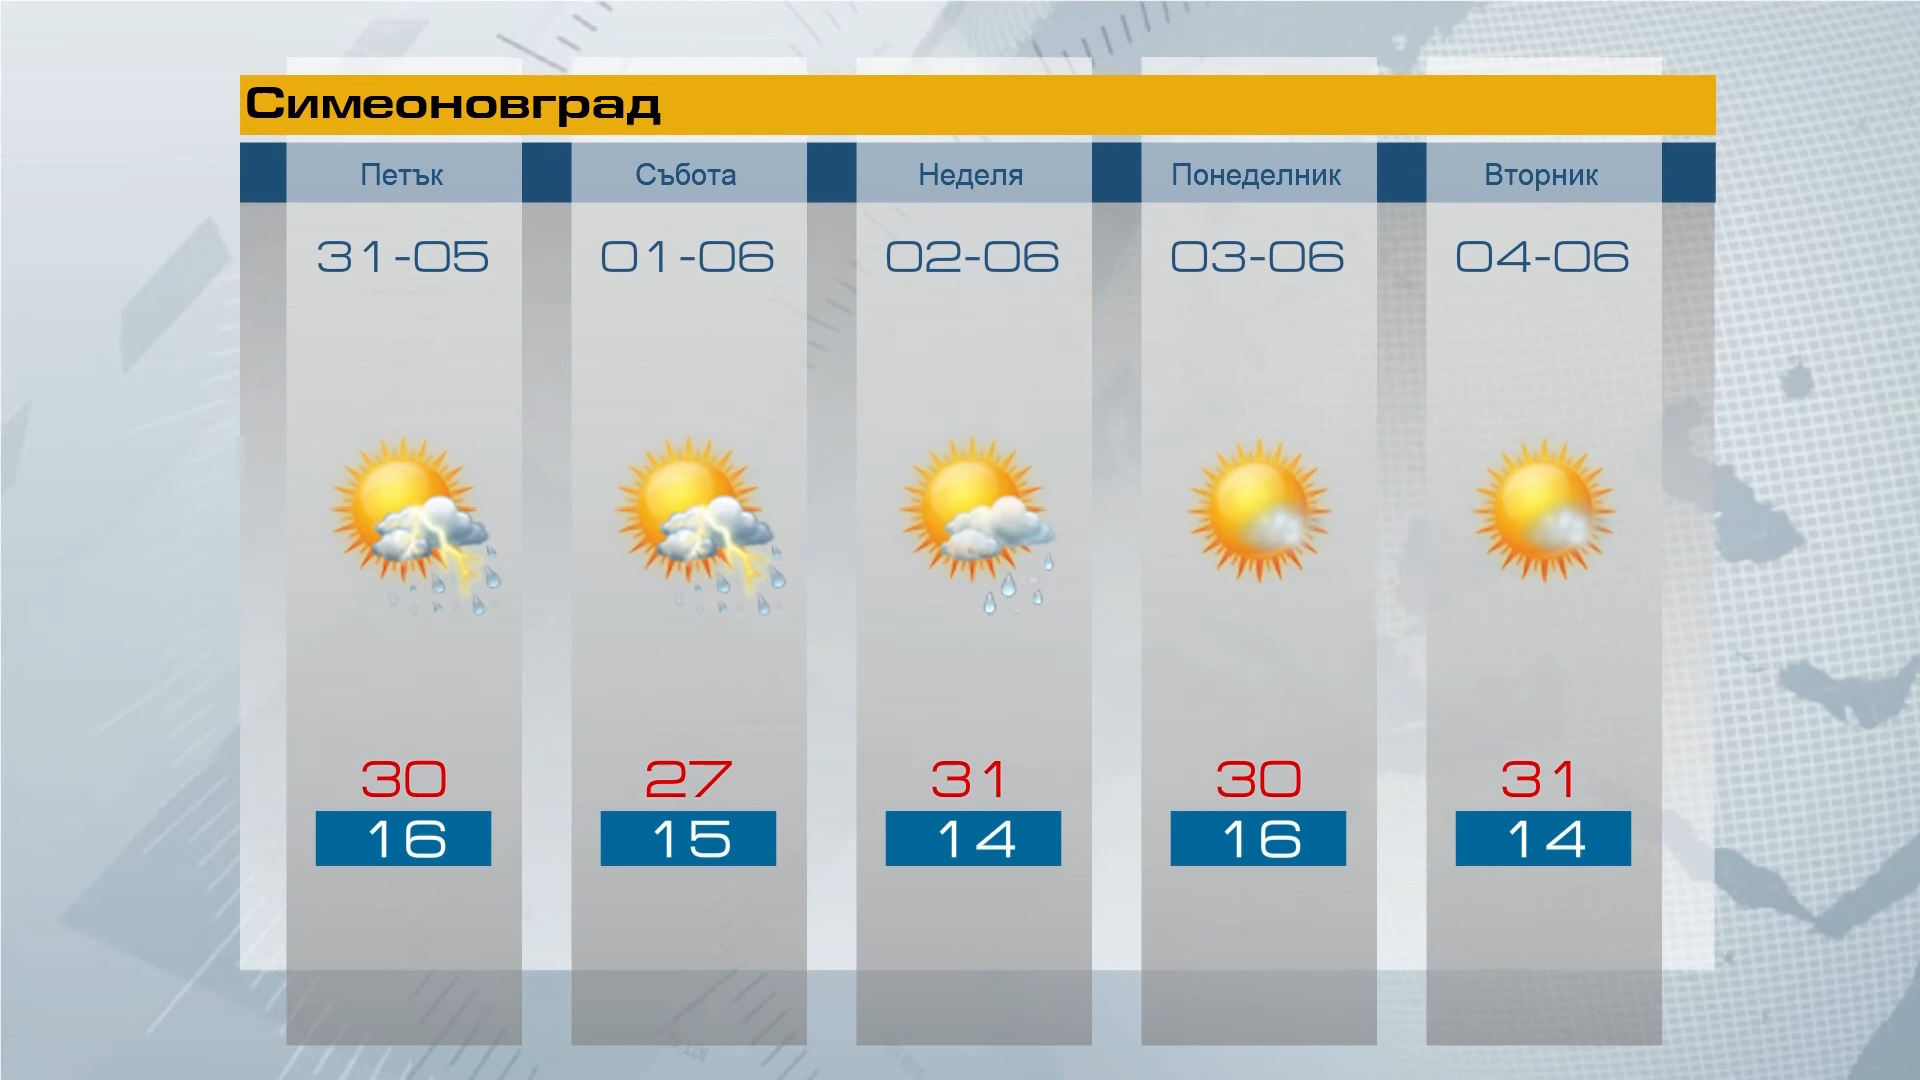 Симеоновград
Петък Събота Неделя Понеделник Вторник
31-05 01-06 02-06 03-06 04-06
30 27 31 30 31
16 15 14 16 14